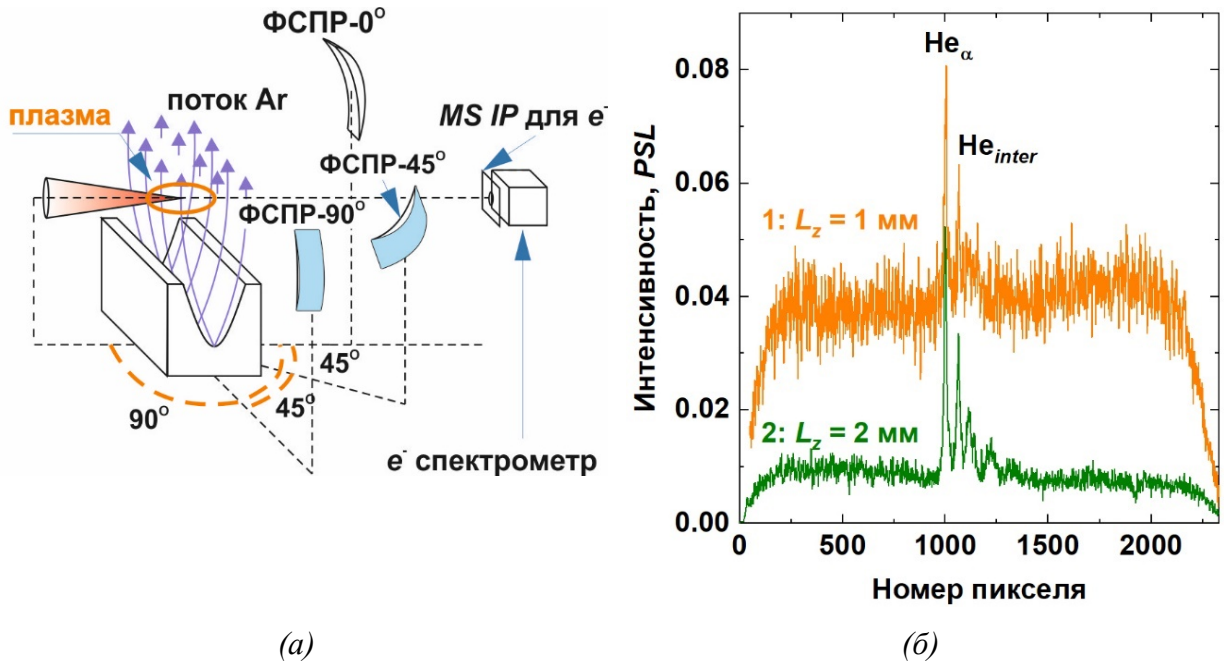 ФСПР-0°
поток Ar
плазма
MS IP для e⁻
ФСПР-45°
ФСПР-90°
45°
90°
45°
e⁻ спектрометр
(а)
Heα
Heinter
1: Lz = 1 мм
2: Lz = 2 мм
Интенсивность, PSL
0.08
0.06
0.04
0.02
0.00
0 500 1000 1500 2000
Номер пикселя
(б)